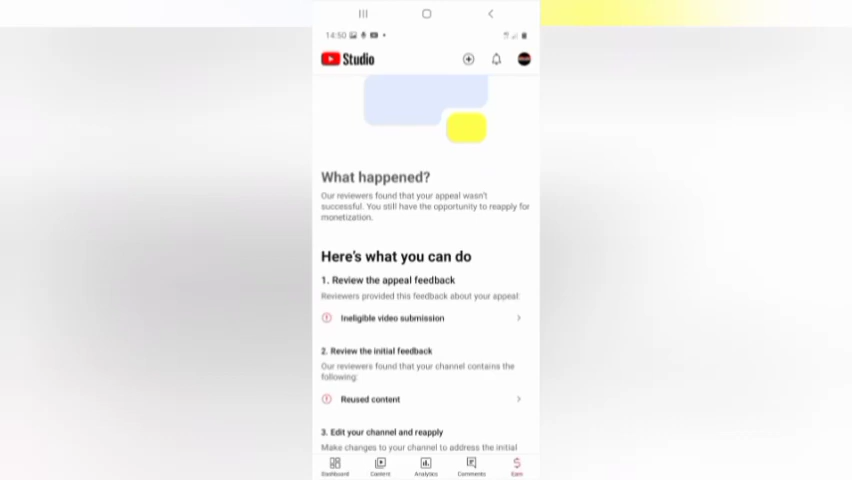 14:50
Studio
What happened?
Our reviewers found that your appeal wasn't
successful. You still have the opportunity to reapply for
monetization.
Here's what you can do
1. Review the appeal feedback
Reviewers provided this feedback about your appeal
Ineligible video submission
2. Review the initial feedback
Our reviewers found that your channel contains the
following:
Reused content
3. Edit your channel and reapply
Make changes to your channel to address the initial
Dashboard Content Analytics Comments Earn